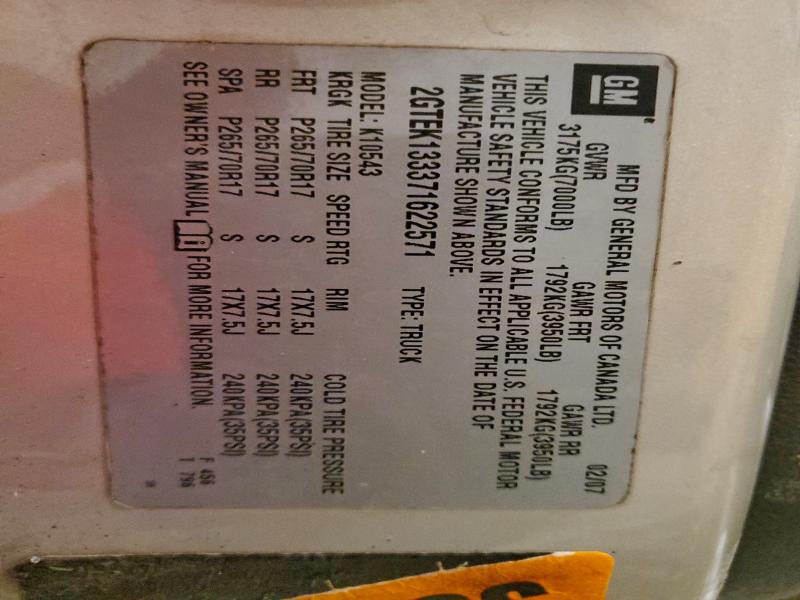 GM
MFD BY GENERAL MOTORS OF CANADA LTD. 02/07
GVWR GAWR FRT GAWR RR
3175KG(7000LB) 1792KG(3950LB) 1792KG(3950LB)
THIS VEHICLE CONFORMS TO ALL APPLICABLE U.S. FEDERAL MOTOR
VEHICLE SAFETY STANDARDS IN EFFECT ON THE DATE OF
MANUFACTURE SHOWN ABOVE.
2GTEK133371622571 TYPE: TRUCK
MODEL: K10543
KRGK TIRE SIZE SPEED RTG RIM COLD TIRE PRESSURE
FRT P265/70R17 S 17X7.5J 240KPA(35PSI)
RR P265/70R17 S 17X7.5J 240KPA(35PSI)
SPA P265/70R17 S 17X7.5J 240KPA(35PSI)
SEE OWNER'S MANUAL FOR MORE INFORMATION.